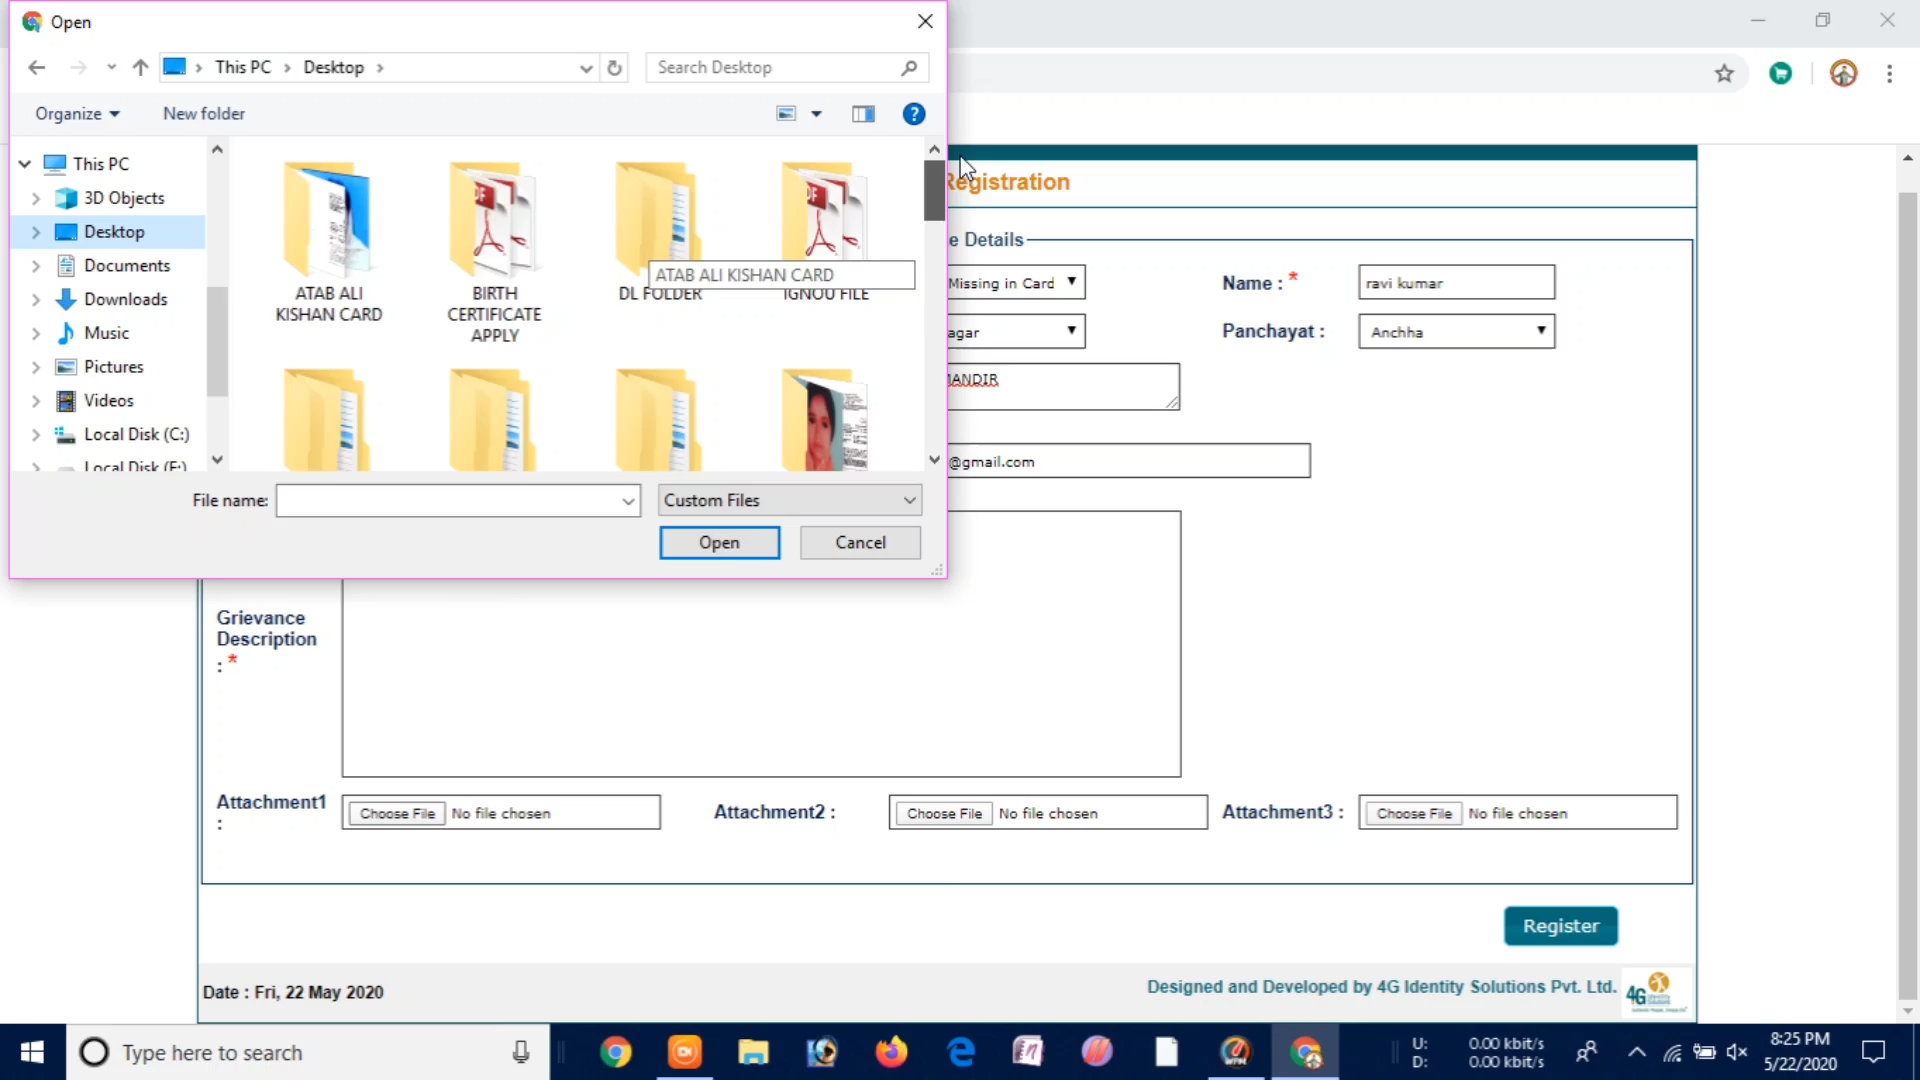 Open
This PC
Desktop
Search Desktop
Organize
New folder
This PC
3D Objects
Desktop
Documents
Downloads
Music
Pictures
Videos
Local Disk (C:)
Local Disk (E:)
ATAB ALI
KISHAN CARD
BIRTH
CERTIFICATE
APPLY
DL FOLDER
IGNOU FILE
ATAB ALI KISHAN CARD
File name:
Custom Files
Open
Cancel
Registration
e Details
Missing in Card
Name : *
ravi kumar
agar
Panchayat :
Anchha
MANDIR
@gmail.com
Grievance
Description
: *
Attachment1
:
Choose File No file chosen
Attachment2 :
Choose File No file chosen
Attachment3 :
Choose File No file chosen
Register
Date : Fri, 22 May 2020
Designed and Developed by 4G Identity Solutions Pvt. Ltd.
4G
Type here to search
U: 0.00 kbit/s
D: 0.00 kbit/s
8:25 PM
5/22/2020